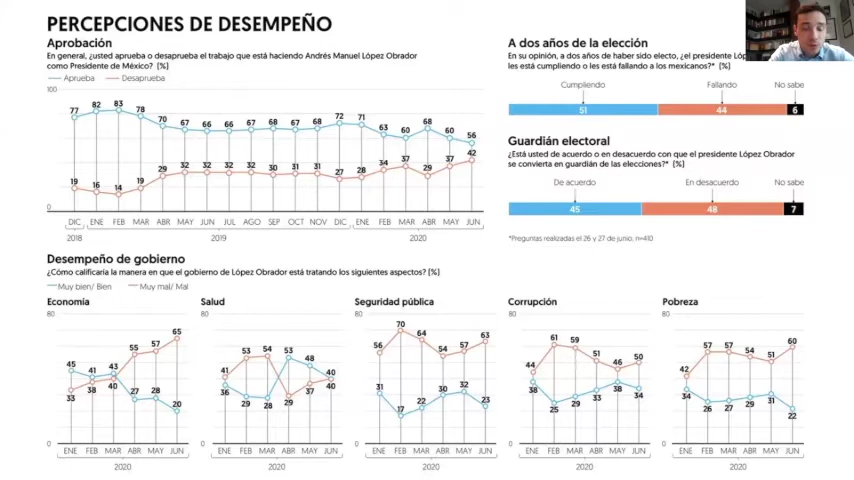 PERCEPCIONES DE DESEMPEÑO
Aprobación
En general, ¿usted aprueba o desaprueba el trabajo que está haciendo Andrés Manuel López Obrador
como Presidente de México? (%)
Aprueba Desaprueba
100
77 82 83 78 70 67 66 66 67 68 67 68 72 71 63 60 68 60 56
19 16 14 19 29 32 32 32 32 30 31 31 27 28 34 37 29 37 42
0
DIC ENE FEB MAR ABR MAY JUN JUL AGO SEP OCT NOV DIC ENE FEB MAR ABR MAY JUN
2018 2019 2020
A dos años de la elección
En su opinión, a dos años de haber sido electo, ¿el presidente
les está cumpliendo o les está fallando a los mexicanos?* (%)
Cumpliendo Fallando No sabe
51 44 6
Guardián electoral
¿Está usted de acuerdo o en desacuerdo con que el presidente López Obrador
se convierta en guardián de las elecciones?* (%)
De acuerdo En desacuerdo No sabe
45 48 7
*Preguntas realizadas el 26 y 27 de junio, n=410
Desempeño de gobierno
¿Cómo calificaría la manera en que el gobierno de López Obrador está tratando los siguientes aspectos? (%)
Muy bien/ Bien Muy mal/ Mal
Economía
80
45 41 43 27 28 20
33 38 40 55 57 65
0
ENE FEB MAR ABR MAY JUN
2020
Salud
80
41 53 54 29 37 40
36 29 28 53 48
0
ENE FEB MAR ABR MAY JUN
2020
Seguridad pública
80
56 70 64 54 57 63
31 17 22 30 32 23
0
ENE FEB MAR ABR MAY JUN
2020
Corrupción
80
44 61 59 51 46 50
38 25 29 33 38 34
0
ENE FEB MAR ABR MAY JUN
2020
Pobreza
80
42 57 57 54 51 60
34 26 27 29 31 22
0
ENE FEB MAR ABR MAY JUN
2020